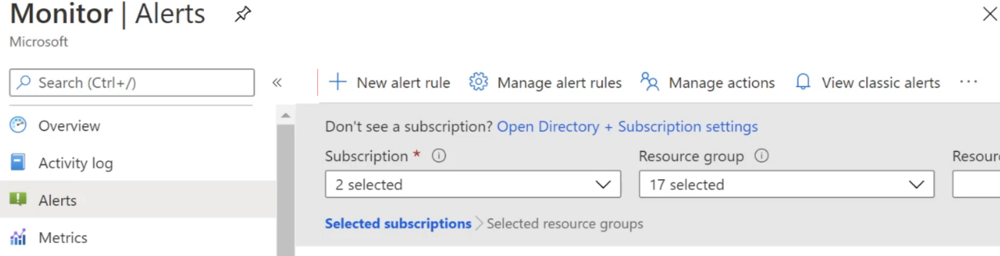 Monitor | Alerts
Microsoft
Search (Ctrl+/)
«
New alert rule
Manage alert rules
Manage actions
View classic alerts
...
Overview
Activity log
Alerts
Metrics
Don't see a subscription? Open Directory + Subscription settings
Subscription *
Resource group
Resour
2 selected
17 selected
Selected subscriptions > Selected resource groups